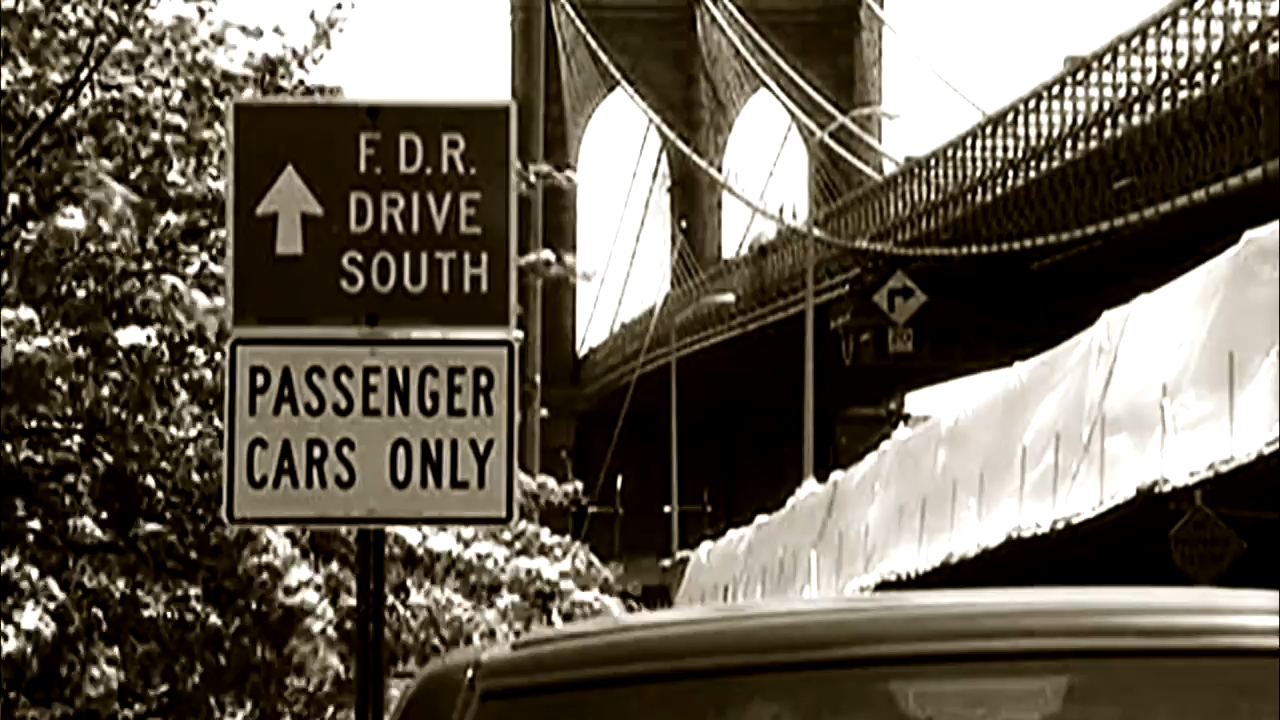 F. D. R.
DRIVE
SOUTH
PASSENGER
CARS ONLY